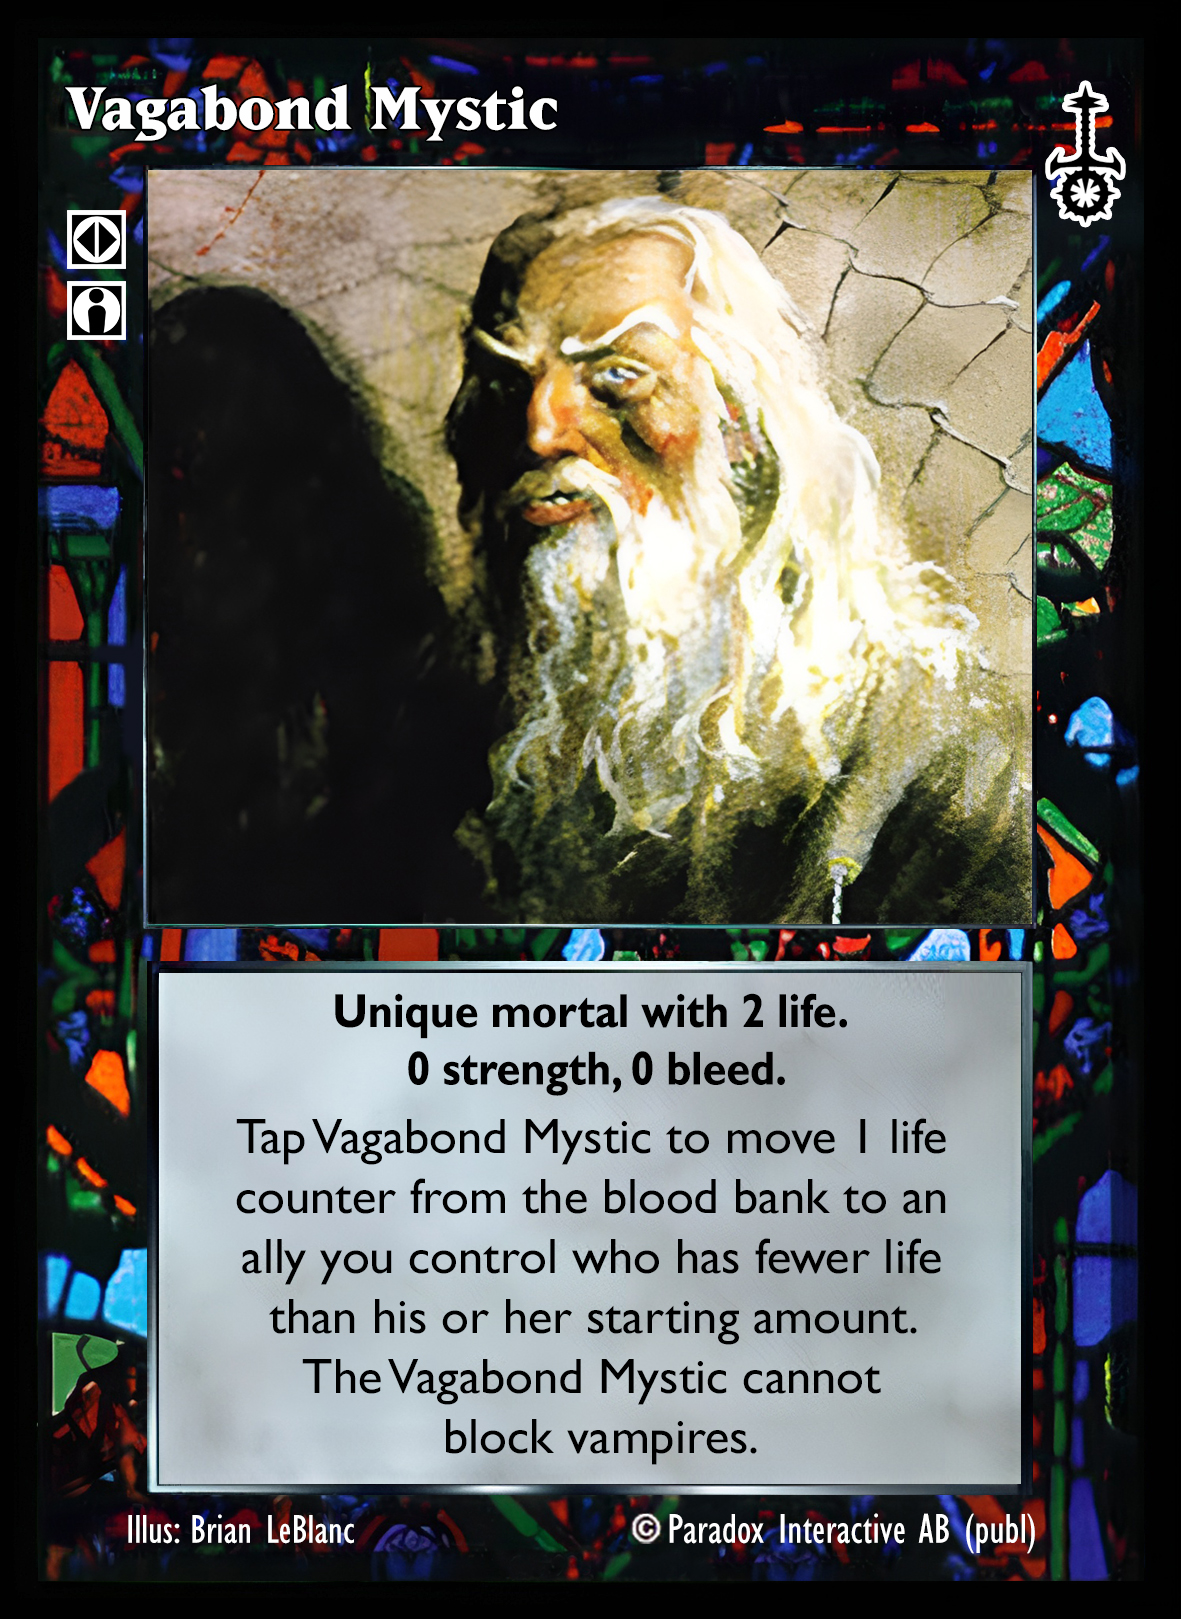 Vagabond Mystic
Unique mortal with 2 life.
0 strength, 0 bleed.
Tap Vagabond Mystic to move 1 life
counter from the blood bank to an
ally you control who has fewer life
than his or her starting amount.
The Vagabond Mystic cannot
block vampires.
Illus: Brian LeBlanc
© Paradox Interactive AB (publ)